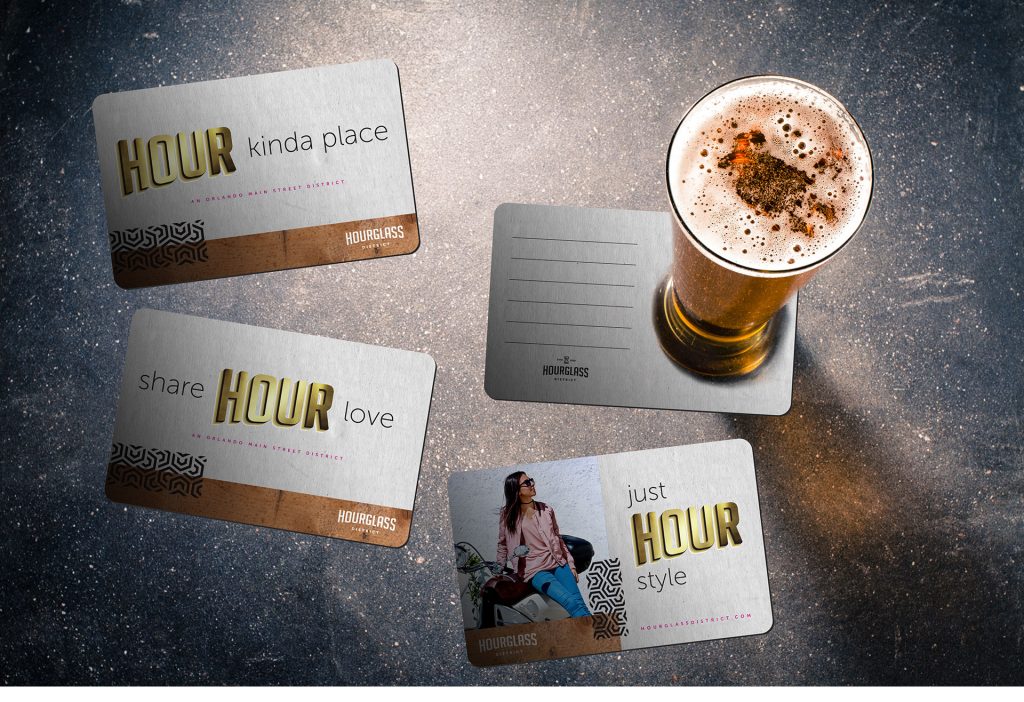 HOUR kinda place
AN ORLANDO MAIN STREET DISTRICT
HOURGLASS
DISTRICT
share HOUR love
AN ORLANDO MAIN STREET DISTRICT
HOURGLASS
DISTRICT
HOURGLASS
DISTRICT
just
HOUR
style
HOURGLASSDISTRICT.COM
HOURGLASS
DISTRICT